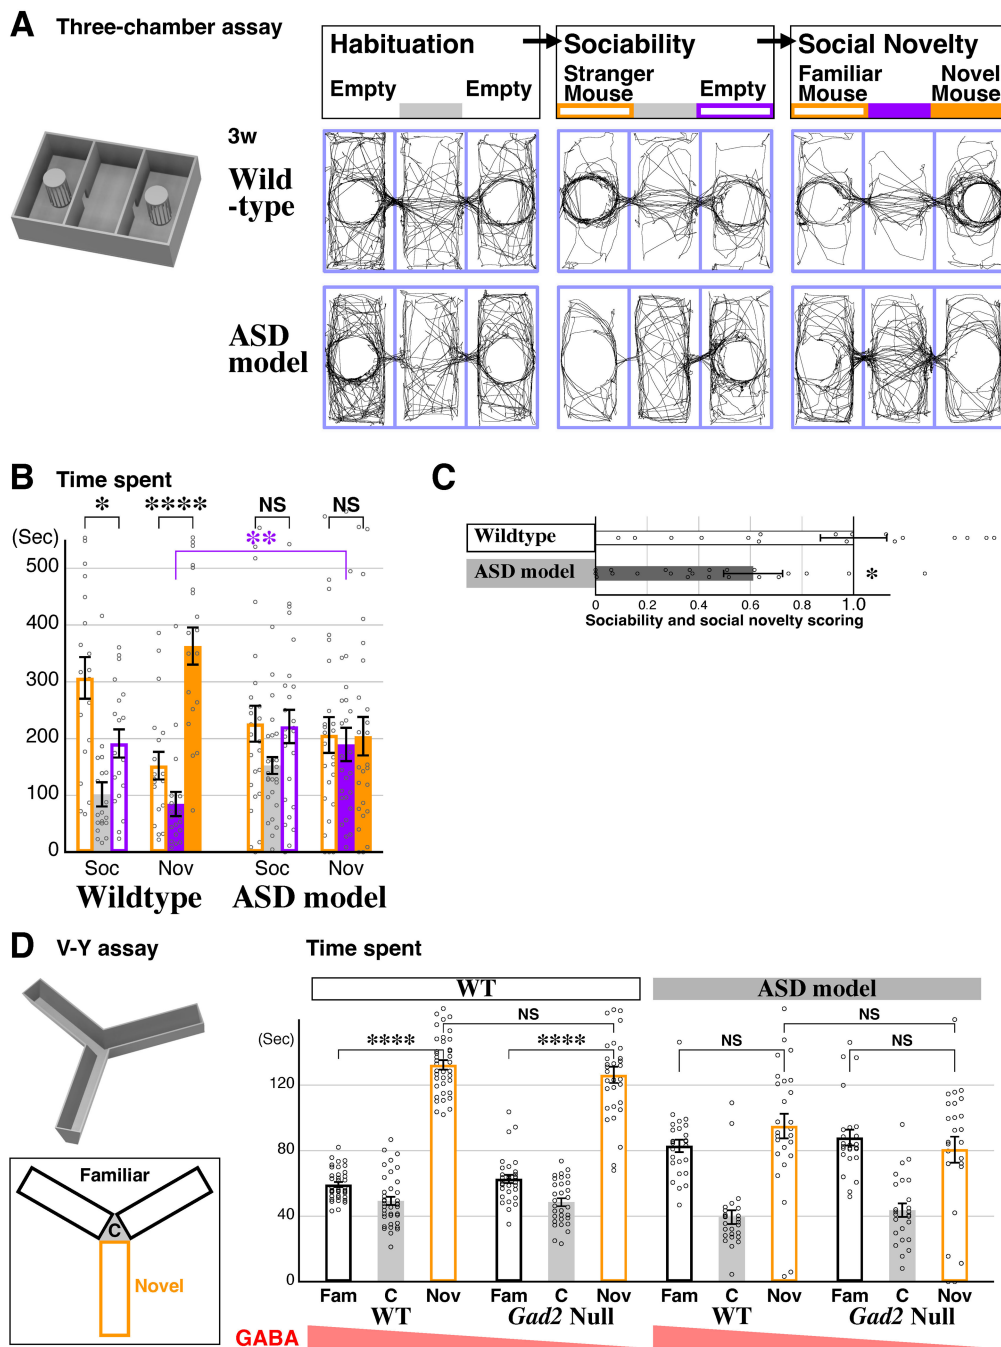 A Three-chamber assay
Habituation
Sociability
Social Novelty
Empty
Empty
Stranger
Mouse
Empty
Familiar
Mouse
Novel
Mouse
3w
Wild
-type
ASD
model
B Time spent
(Sec)
* **** NS NS
**
500
400
300
200
100
0
Soc Nov Soc Nov
Wildtype ASD model
C
Wildtype
ASD model
*
0 0.2 0.4 0.6 0.8 1.0
Sociability and social novelty scoring
D V-Y assay
Familiar
C
Novel
Time spent
WT ASD model
(Sec)
NS NS
**** **** NS NS
120
80
40
0
Fam C Nov Fam C Nov Fam C Nov Fam C Nov
WT Gad2 Null WT Gad2 Null
GABA